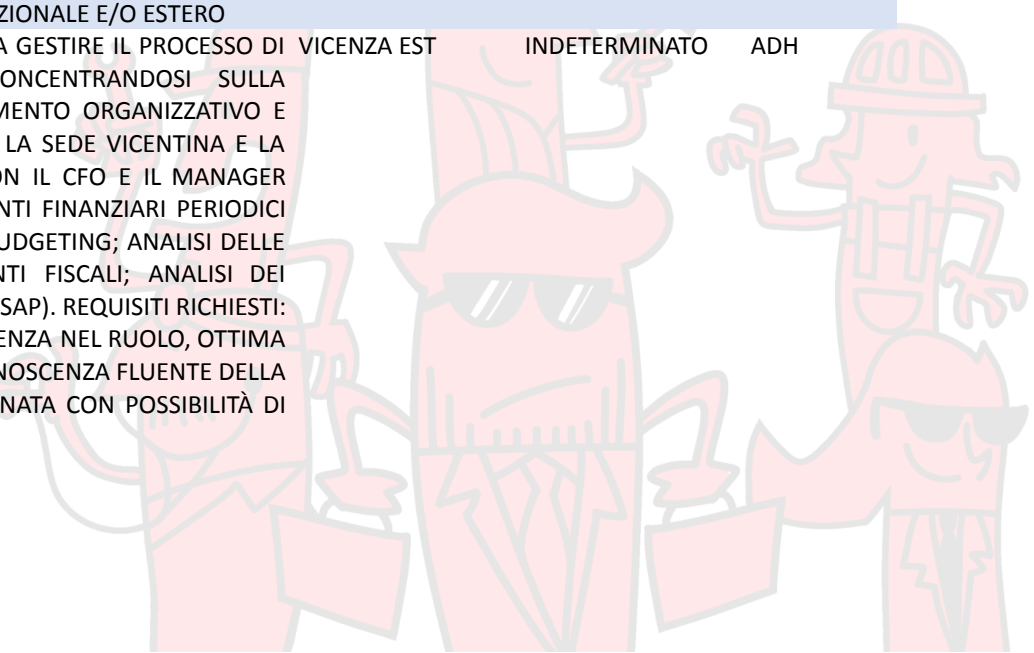 ZIONALE E/O ESTERO
A GESTIRE IL PROCESSO DI VICENZA EST INDETERMINATO ADH
ONCENTRANDOSI SULLA
MENTO ORGANIZZATIVO E
LA SEDE VICENTINA E LA
ON IL CFO E IL MANAGER
NTI FINANZIARI PERIODICI
UDGETING; ANALISI DELLE
NTI FISCALI; ANALISI DEI
SAP). REQUISITI RICHIESTI:
ENZA NEL RUOLO, OTTIMA
NOSCENZA FLUENTE DELLA
NATA CON POSSIBILITÀ DI